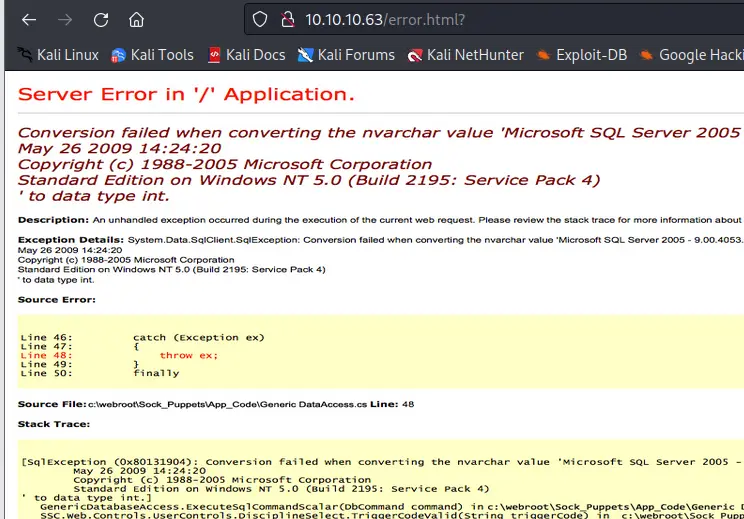 10.10.10.63/error.html?
Kali Linux Kali Tools Kali Docs Kali Forums Kali NetHunter Exploit-DB Google Hacki
Server Error in '/' Application.
Conversion failed when converting the nvarchar value 'Microsoft SQL Server 2005
May 26 2009 14:24:20
Copyright (c) 1988-2005 Microsoft Corporation
Standard Edition on Windows NT 5.0 (Build 2195: Service Pack 4)
' to data type int.
Description: An unhandled exception occurred during the execution of the current web request. Please review the stack trace for more information about
Exception Details: System.Data.SqlClient.SqlException: Conversion failed when converting the nvarchar value 'Microsoft SQL Server 2005 - 9.00.4053.
May 26 2009 14:24:20
Copyright (c) 1988-2005 Microsoft Corporation
Standard Edition on Windows NT 5.0 (Build 2195: Service Pack 4)
' to data type int.
Source Error:
Line 46: catch (Exception ex)
Line 47: {
Line 48: throw ex;
Line 49: }
Line 50: finally
Source File: c:\webroot\Sock_Puppets\App_Code\Generic DataAccess.cs Line: 48
Stack Trace:
[SqlException (0x80131904): Conversion failed when converting the nvarchar value 'Microsoft SQL Server 2005 -
May 26 2009 14:24:20
Copyright (c) 1988-2005 Microsoft Corporation
Standard Edition on Windows NT 5.0 (Build 2195: Service Pack 4)
' to data type int.]
GenericDatabaseAccess.ExecuteSqlCommandScalar(DbCommand command) in c:\webroot\Sock_Puppets\App_Code\Generic D
SSC.Web.Controls.UserControls.DisciplineSelect.TriggerCodeValid(String triggerCode) in c:\webroot\Sock Pupp